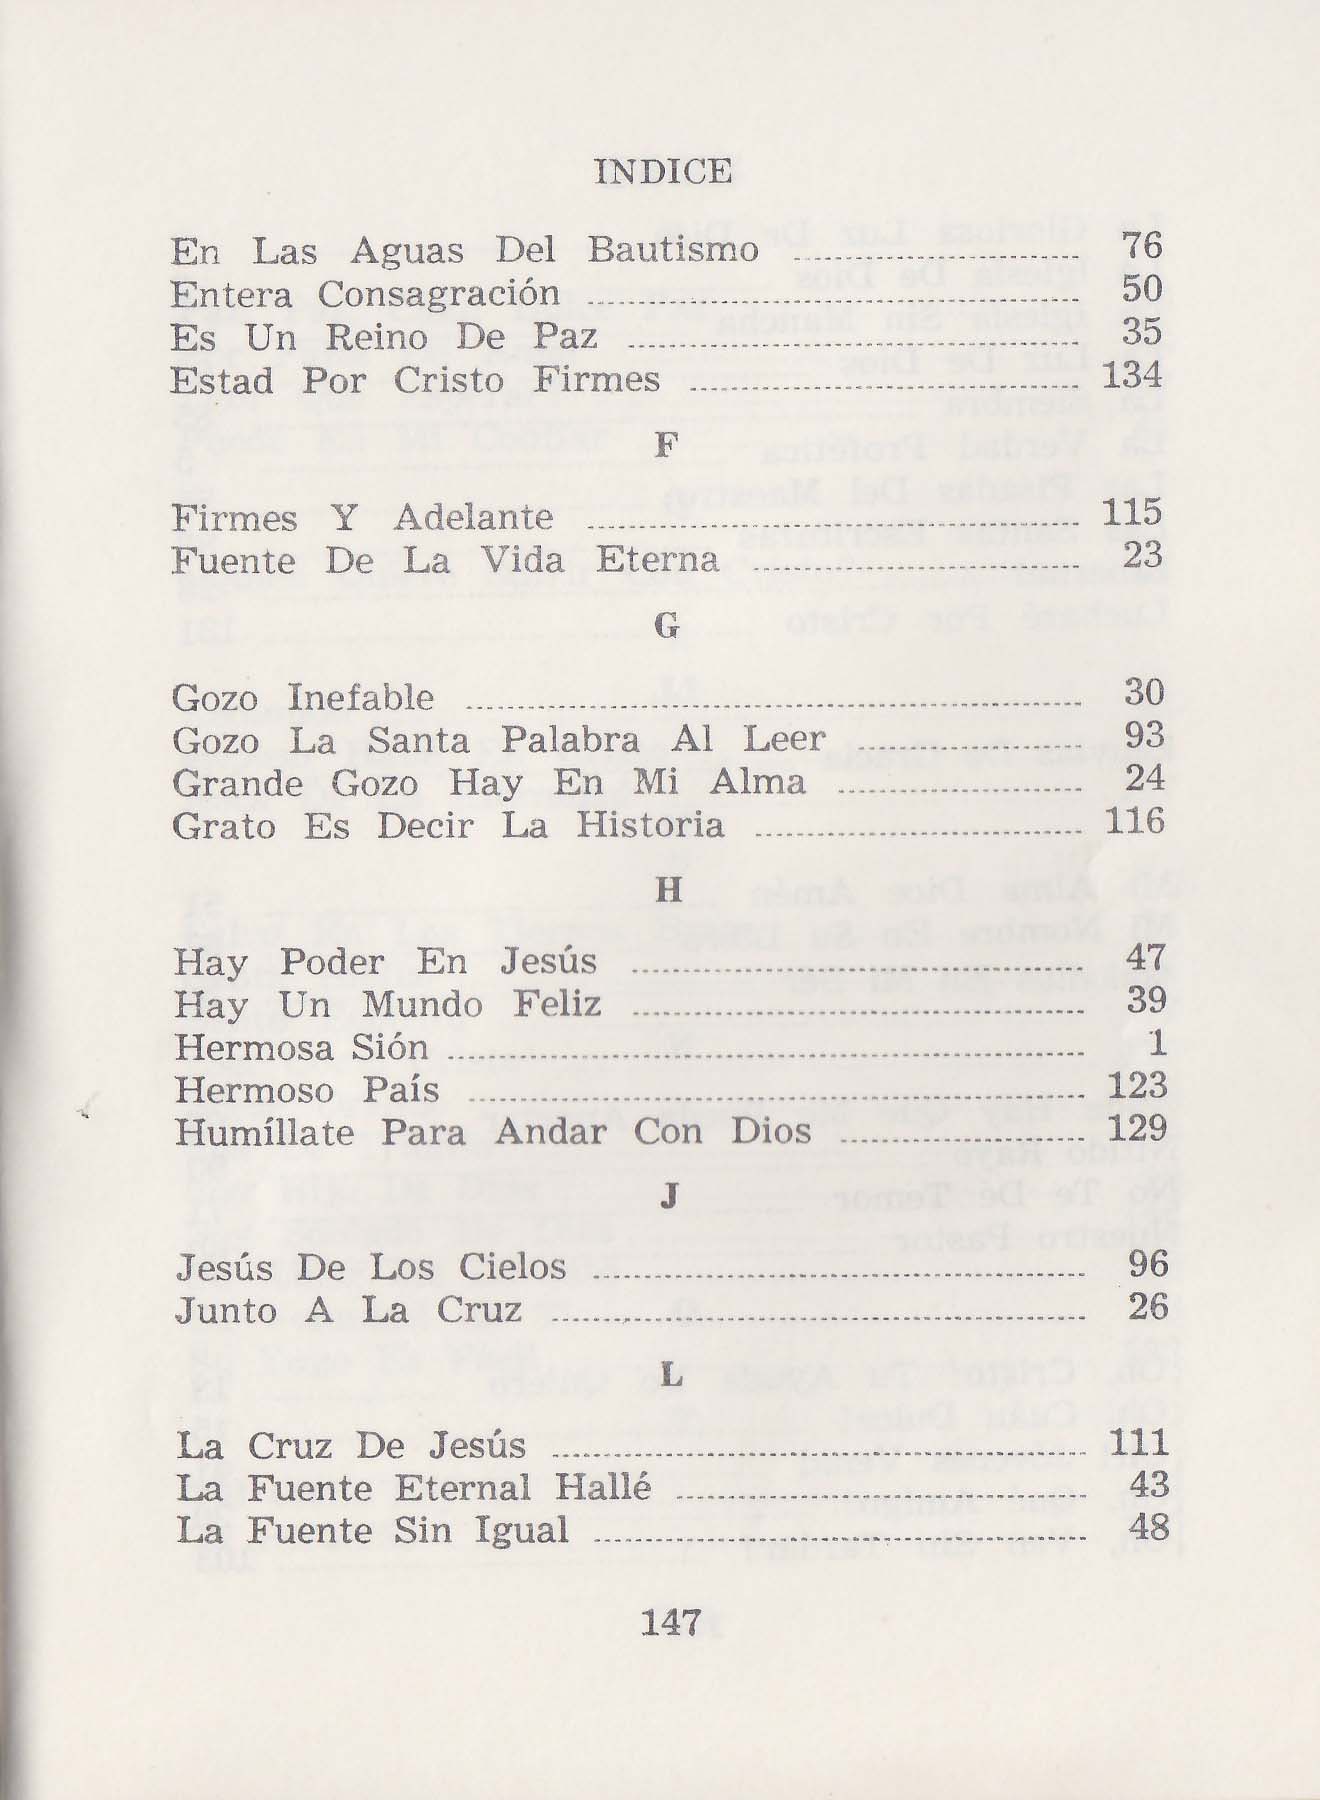 INDICE
En Las Aguas Del Bautismo 76
Entera Consagración 50
Es Un Reino De Paz 35
Estad Por Cristo Firmes 134
F
Firmes Y Adelante 115
Fuente De La Vida Eterna 23
G
Gozo Inefable 30
Gozo La Santa Palabra Al Leer 93
Grande Gozo Hay En Mi Alma 24
Grato Es Decir La Historia 116
H
Hay Poder En Jesús 47
Hay Un Mundo Feliz 39
Hermosa Sión 1
Hermoso País 123
Humíllate Para Andar Con Dios 129
J
Jesús De Los Cielos 96
Junto A La Cruz 26
L
La Cruz De Jesús 111
La Fuente Eternal Hallé 43
La Fuente Sin Igual 48
147